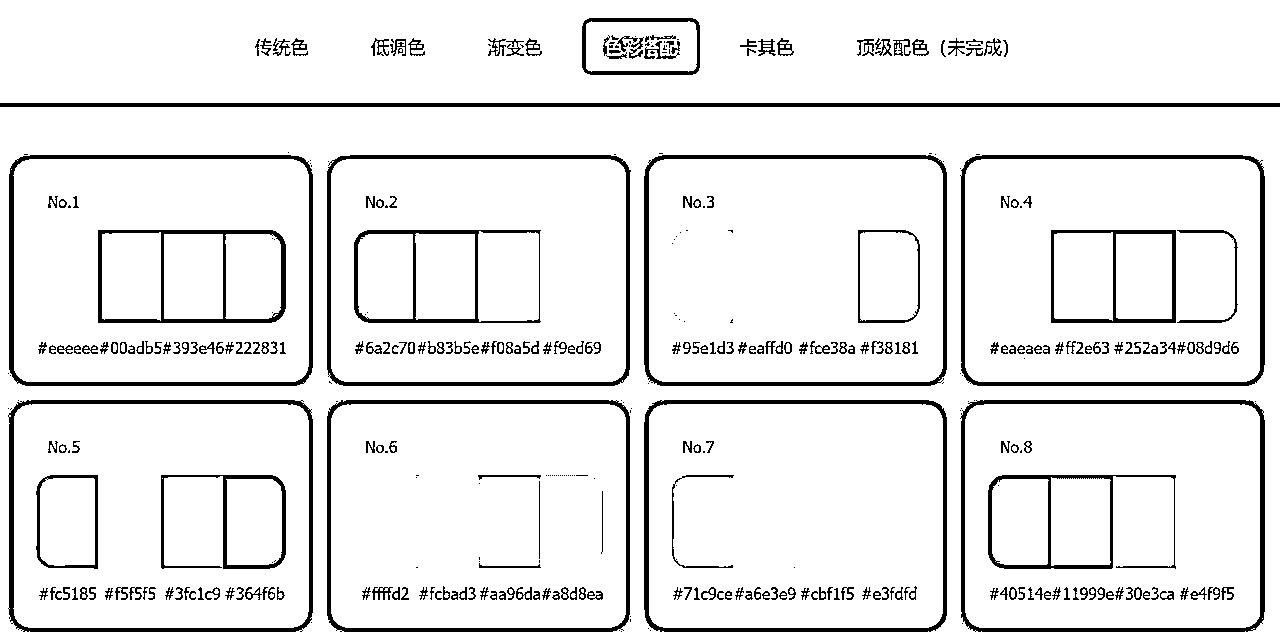 传统色 低调色 渐变色 色彩搭配 卡其色 顶级配色（未完成）
No.1 No.2 No.3 No.4
#eeeeee #00adb5 #393e46 #222831 #6a2c70 #b83b5e #f08a5d #f9ed69 #95e1d3 #eaffd0 #fce38a #f38181 #eaeaea #ff2e63 #252a34 #08d9d6
No.5 No.6 No.7 No.8
#fc5185 #f5f5f5 #3fc1c9 #364f6b #ffffd2 #fcbad3 #aa96da #a8d8ea #71c9ce #a6e3e9 #cbf1f5 #e3fdfd #40514e #11999e #30e3ca #e4f9f5